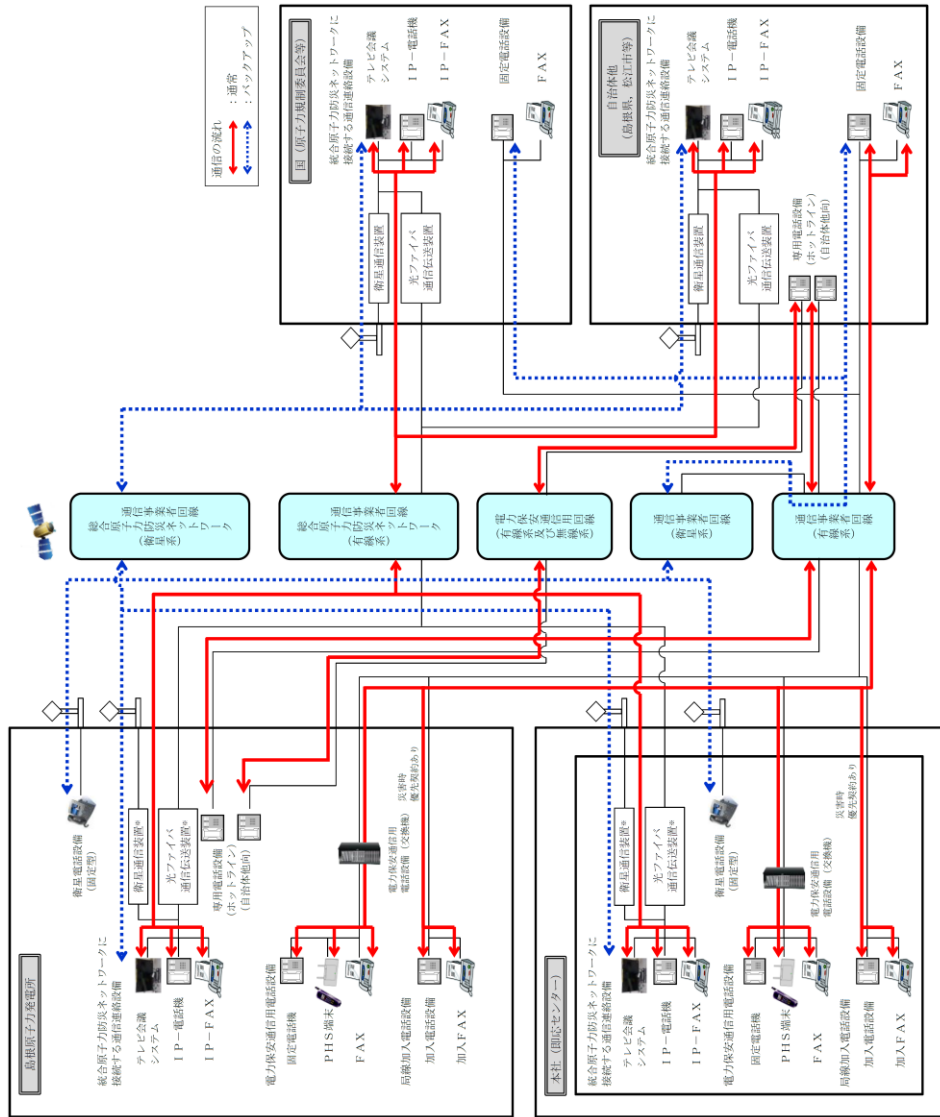 通信の流れ
：通常
：バックアップ
島根原子力発電所
統合原子力防災ネットワークに
接続する通信連絡設備
テレビ会議
システム
ＩＰ－電話機
ＩＰ－ＦＡＸ
衛星電話設備
(固定型)
衛星通信装置※
光ファイバ
通信伝送装置※
専用電話設備
(ホットライン)
(自治体他向)
電力保安通信用電話設備
固定電話機
PHS端末
FAX
電力保安通信用
電話設備（交換機）
局線加入電話設備
加入電話設備
加入FAX
災害時
優先契約あり
本社（即応センター）
統合原子力防災ネットワークに
接続する通信連絡設備
テレビ会議
システム
ＩＰ－電話機
ＩＰ－ＦＡＸ
衛星通信装置※
光ファイバ
通信伝送装置※
衛星電話設備
(固定型)
電力保安通信用電話設備
固定電話機
PHS端末
FAX
電力保安通信用
電話設備（交換機）
局線加入電話設備
加入電話設備
加入FAX
災害時
優先契約あり
通信事業者回線
総合原子力防災ネットワーク
(衛星系)
通信事業者回線
総合原子力防災ネットワーク
(有線系)
電力保安通信用回線
(有線系及び無線系)
通信事業者回線
(衛星系)
通信事業者回線
(有線系)
国（原子力規制委員会等）
統合原子力防災ネットワークに
接続する通信連絡設備
テレビ会議
システム
ＩＰ－電話機
ＩＰ－ＦＡＸ
衛星通信装置
光ファイバ
通信伝送装置
固定電話設備
ＦＡＸ
自治体他
(島根県，松江市等)
統合原子力防災ネットワークに
接続する通信連絡設備
テレビ会議
システム
ＩＰ－電話機
ＩＰ－ＦＡＸ
衛星通信装置
光ファイバ
通信伝送装置
専用電話設備
(ホットライン)
(自治体他向)
固定電話設備
ＦＡＸ